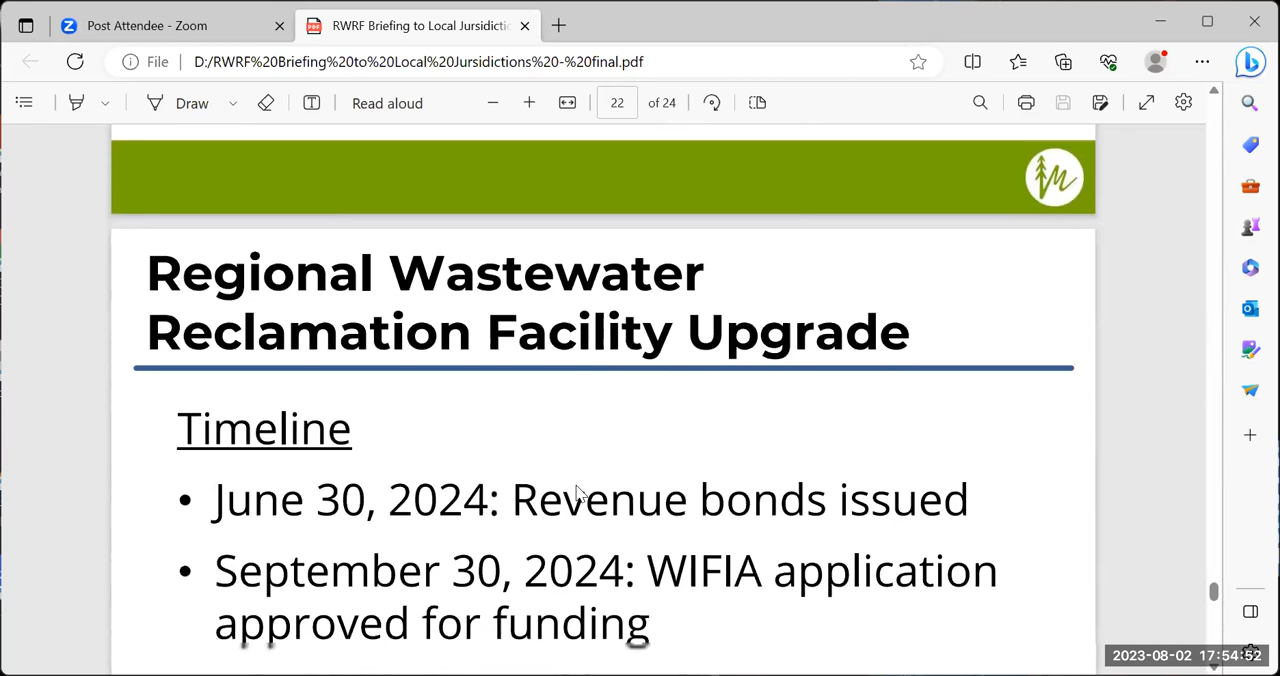 Post Attendee - Zoom
RWRF Briefing to Local Jursidictic
File
D:/RWRF%20Briefing%20to%20Local%20Jursidictions%20-%20final.pdf
Draw
Read aloud
22 of 24
Regional Wastewater
Reclamation Facility Upgrade
Timeline
• June 30, 2024: Revenue bonds issued
• September 30, 2024: WIFIA application
approved for funding
2023-08-02 17:54:52